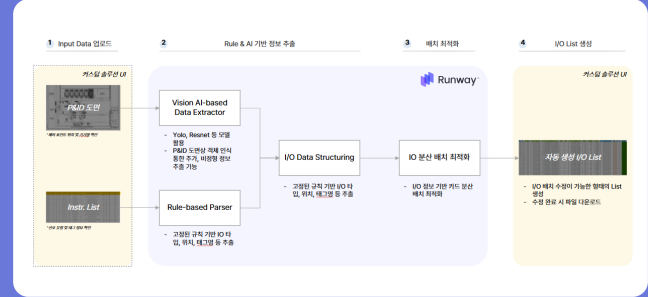 1 Input Data 업로드
2 Rule & AI 기반 정보 추출
3 배치 최적화
4 I/O List 생성
커스텀 솔루션 UI
P&ID 도면
Instr. List
Runway
Vision AI-based
Data Extractor
- Yolo, Resnet 등 모델
활용
- P&ID 도면상 객체 인식
통한 추가, 비정형 정보
추출 가능
Rule-based Parser
- 고정된 규칙 기반 IO 타
입, 위치, 태그명 등 추출
I/O Data Structuring
- 고정된 규칙 기반 I/O 타
입, 위치, 태그명 등 추출
IO 분산 배치 최적화
- I/O 정보 기반 카드 분산
배치 최적화
커스텀 솔루션 UI
자동 생성 I/O List
- I/O 배치 수정이 가능한 형태의 List
생성
- 수정 완료 시 파일 다운로드